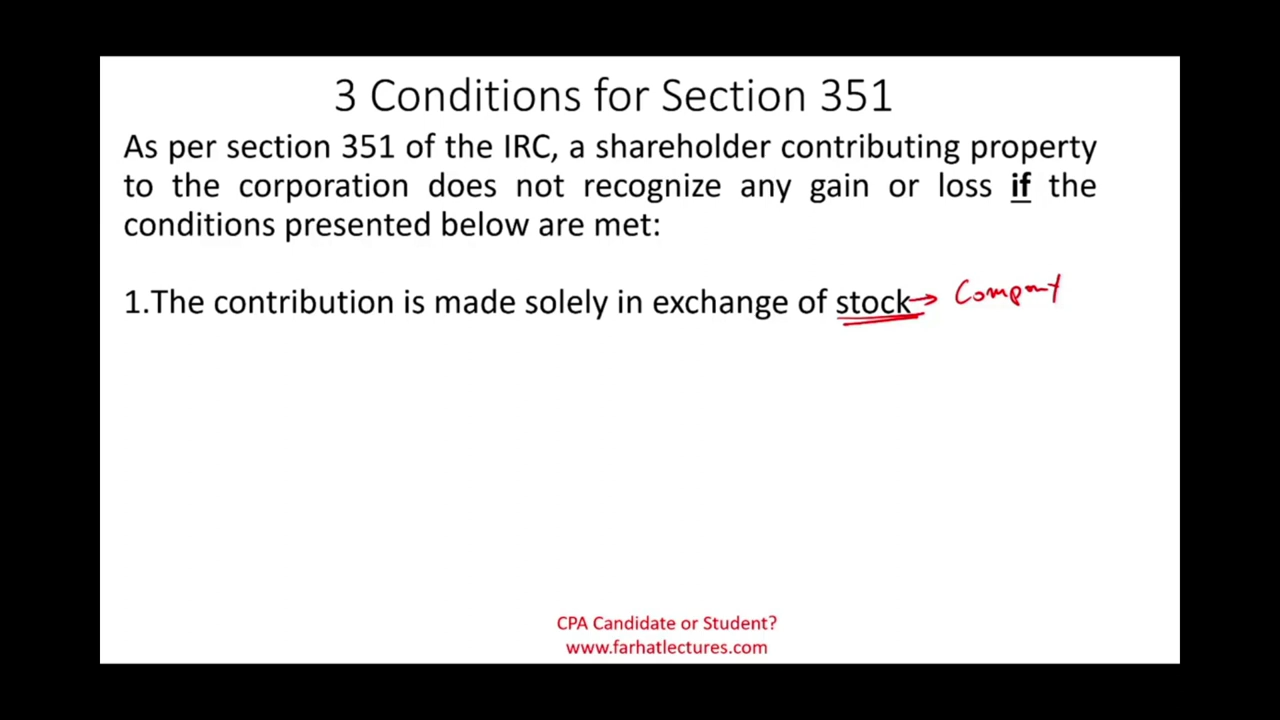 3 Conditions for Section 351
As per section 351 of the IRC, a shareholder contributing property
to the corporation does not recognize any gain or loss if the
conditions presented below are met:
1.The contribution is made solely in exchange of stock
CPA Candidate or Student?
www.farhatlectures.com